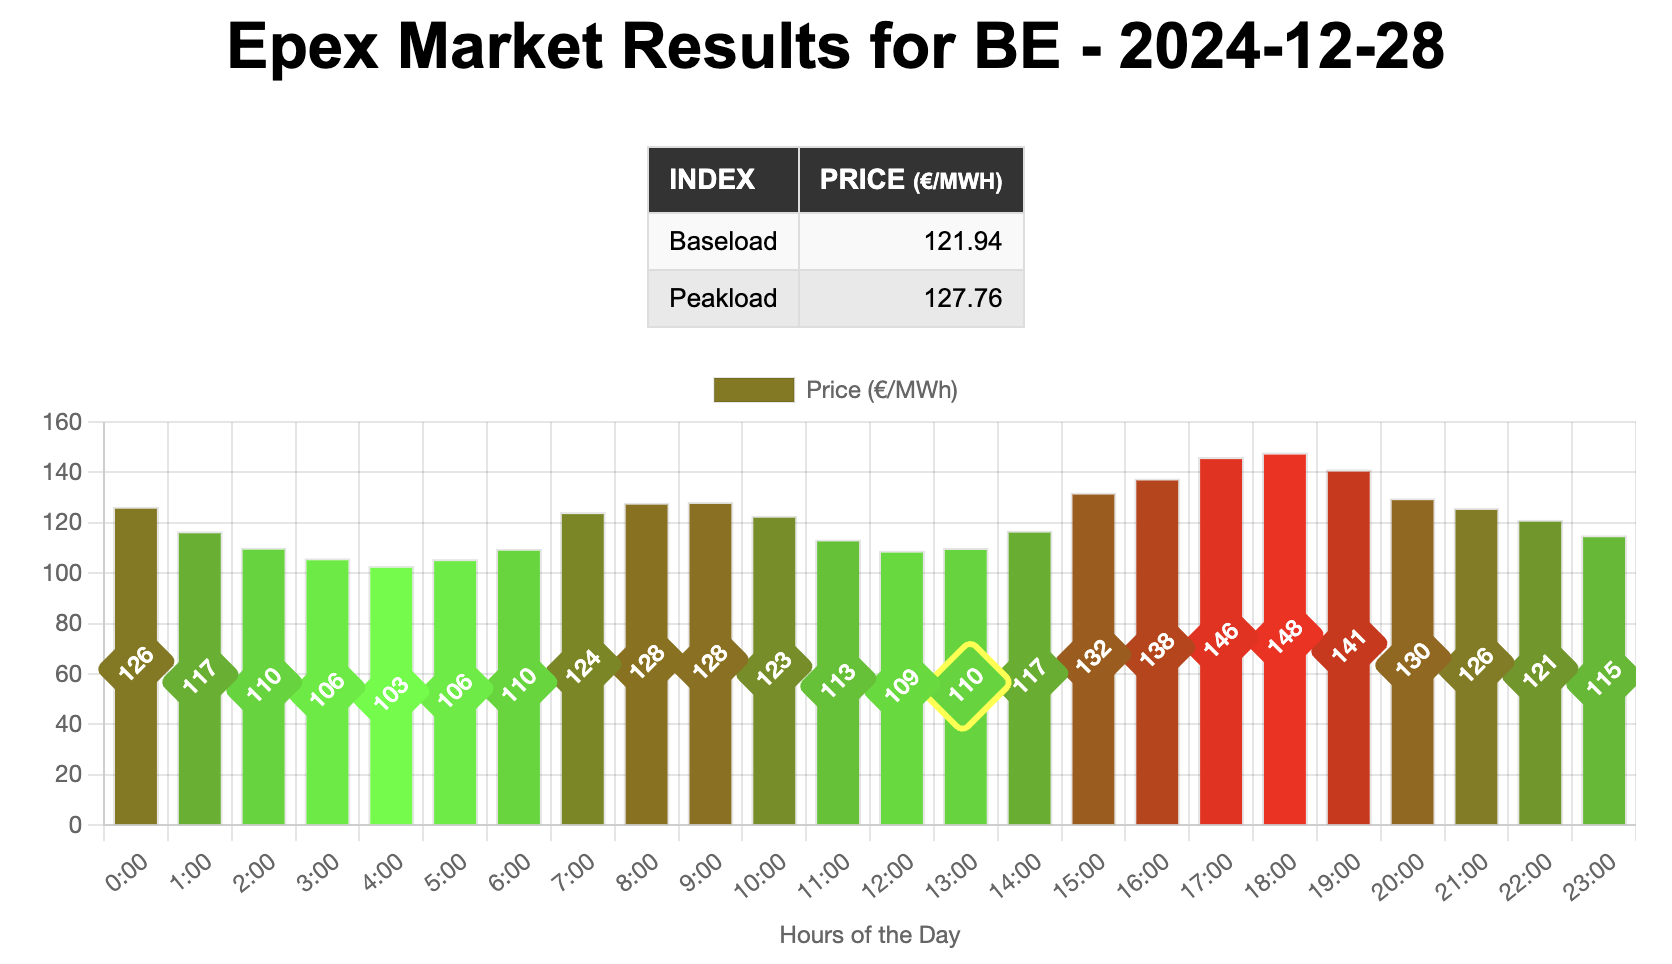 Epex Market Results for BE - 2024-12-28
INDEX PRICE (€/MWH)
Baseload 121.94
Peakload 127.76
Price (€/MWh)
160
140
120
100
80
60
40
20
0
126 117 110 106 103 106 110 124 128 128 123 113 109 110 117 132 138 146 148 141 130 126 121 115
0:00 1:00 2:00 3:00 4:00 5:00 6:00 7:00 8:00 9:00 10:00 11:00 12:00 13:00 14:00 15:00 16:00 17:00 18:00 19:00 20:00 21:00 22:00 23:00
Hours of the Day